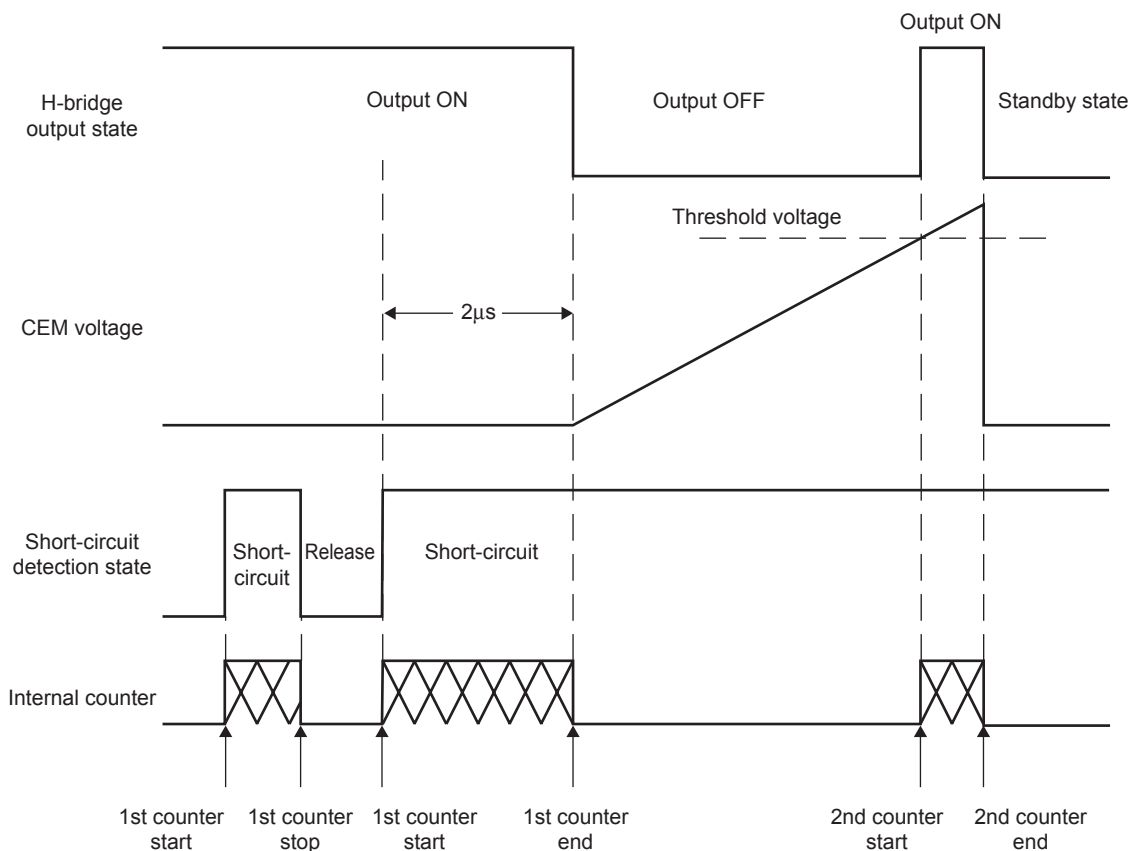 Output ON
H-bridge
output state
Output ON
Output OFF
Standby state
Threshold voltage
CEM voltage
2μs
Short-circuit
detection state
Short-
circuit
Release
Short-circuit
Internal counter
1st counter
start
1st counter
stop
1st counter
start
1st counter
end
2nd counter
start
2nd counter
end